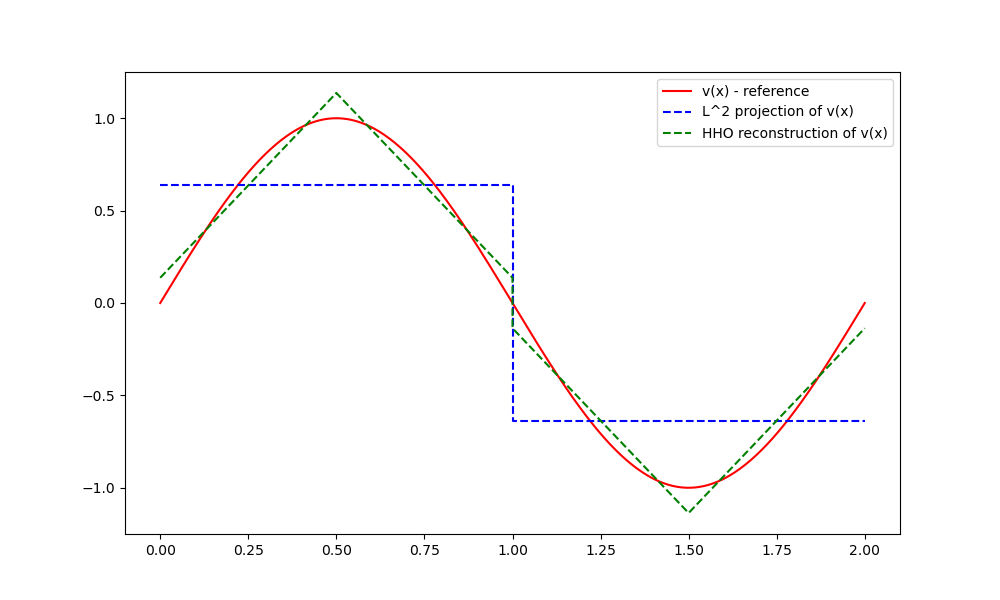 v(x) - reference
L^2 projection of v(x)
HHO reconstruction of v(x)
1.0
0.5
0.0
−0.5
−1.0
0.00 0.25 0.50 0.75 1.00 1.25 1.50 1.75 2.00